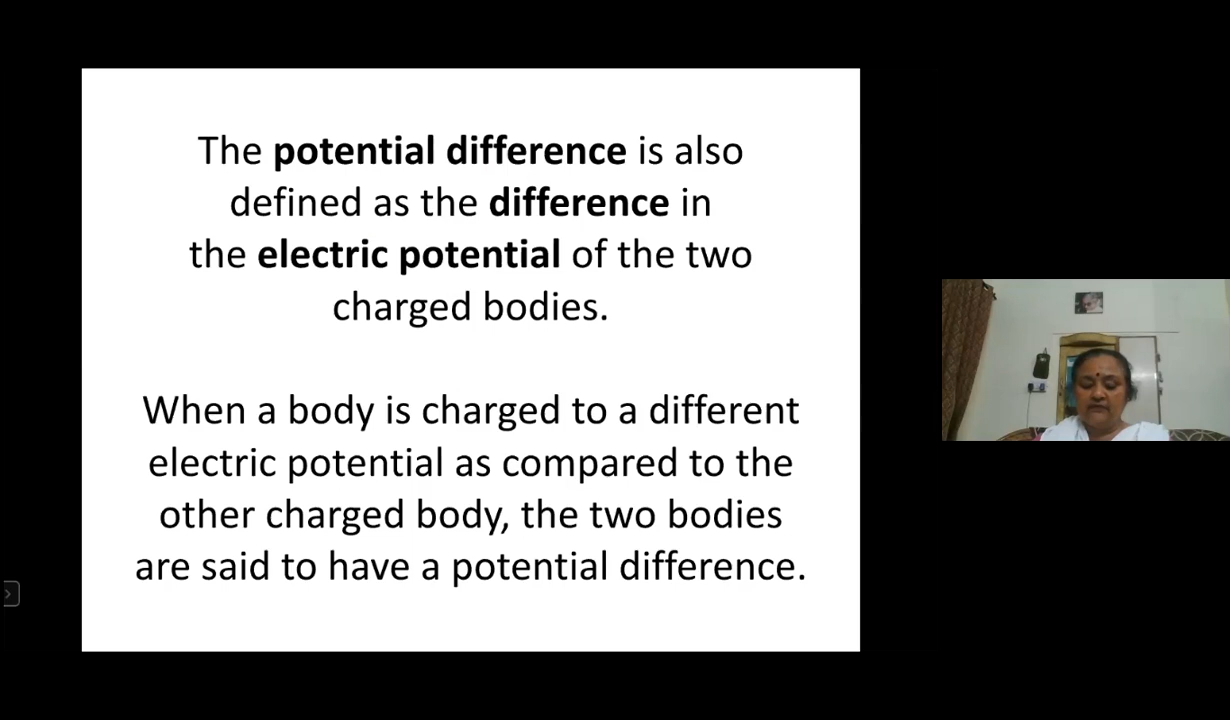 The potential difference is also
defined as the difference in
the electric potential of the two
charged bodies.
When a body is charged to a different
electric potential as compared to the
other charged body, the two bodies
are said to have a potential difference.